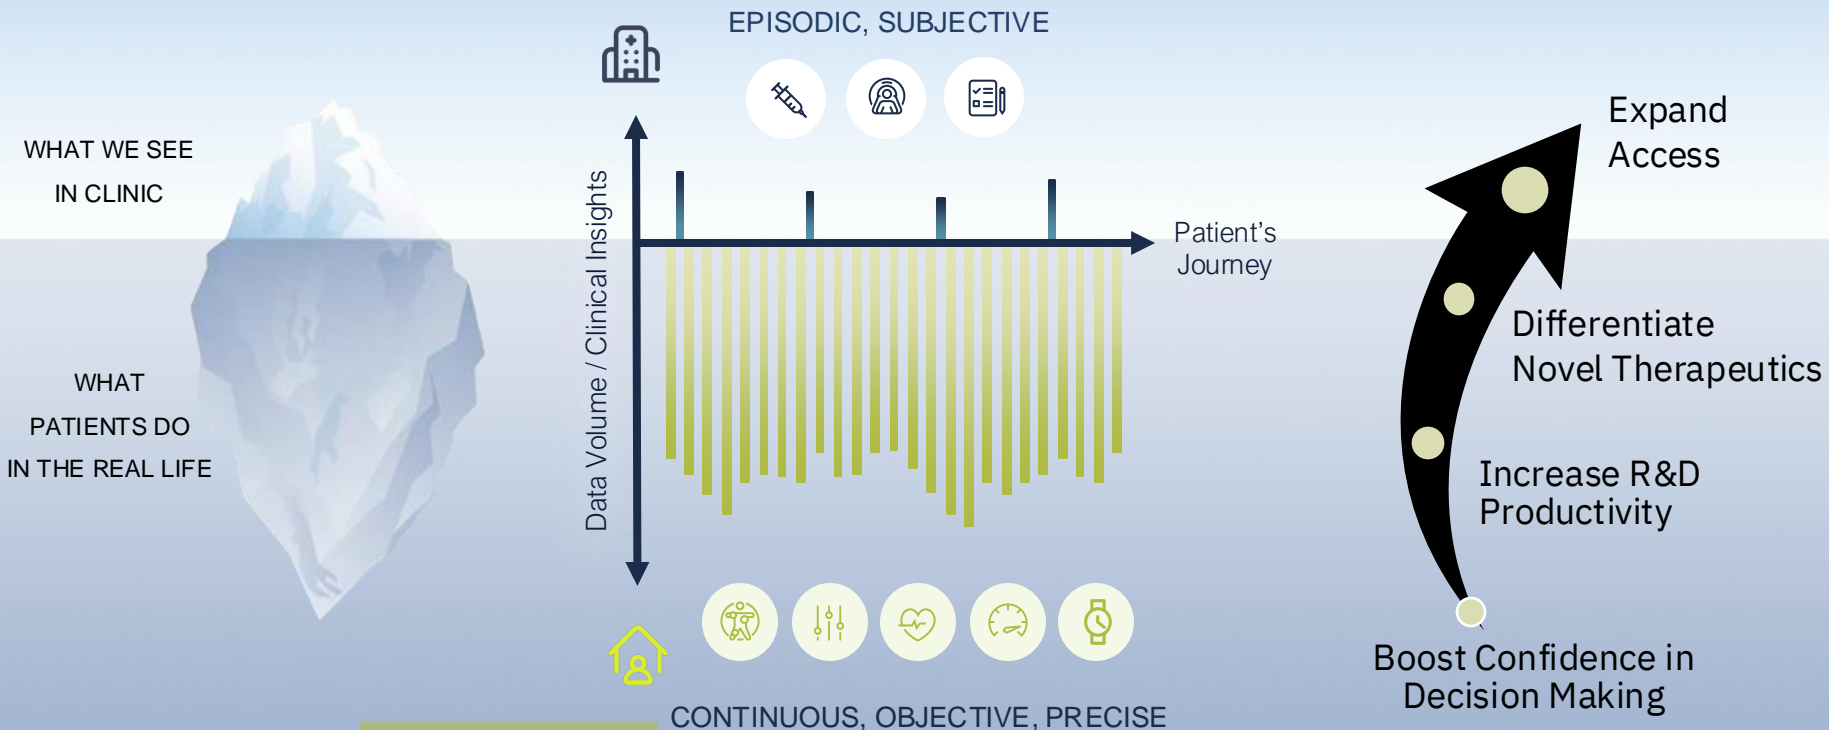 EPISODIC, SUBJECTIVE
WHAT WE SEE
IN CLINIC
WHAT
PATIENTS DO
IN THE REAL LIFE
Data Volume / Clinical Insights
Patient's
Journey
CONTINUOUS, OBJECTIVE, PRECISE
Expand
Access
Differentiate
Novel Therapeutics
Increase R&D
Productivity
Boost Confidence in
Decision Making